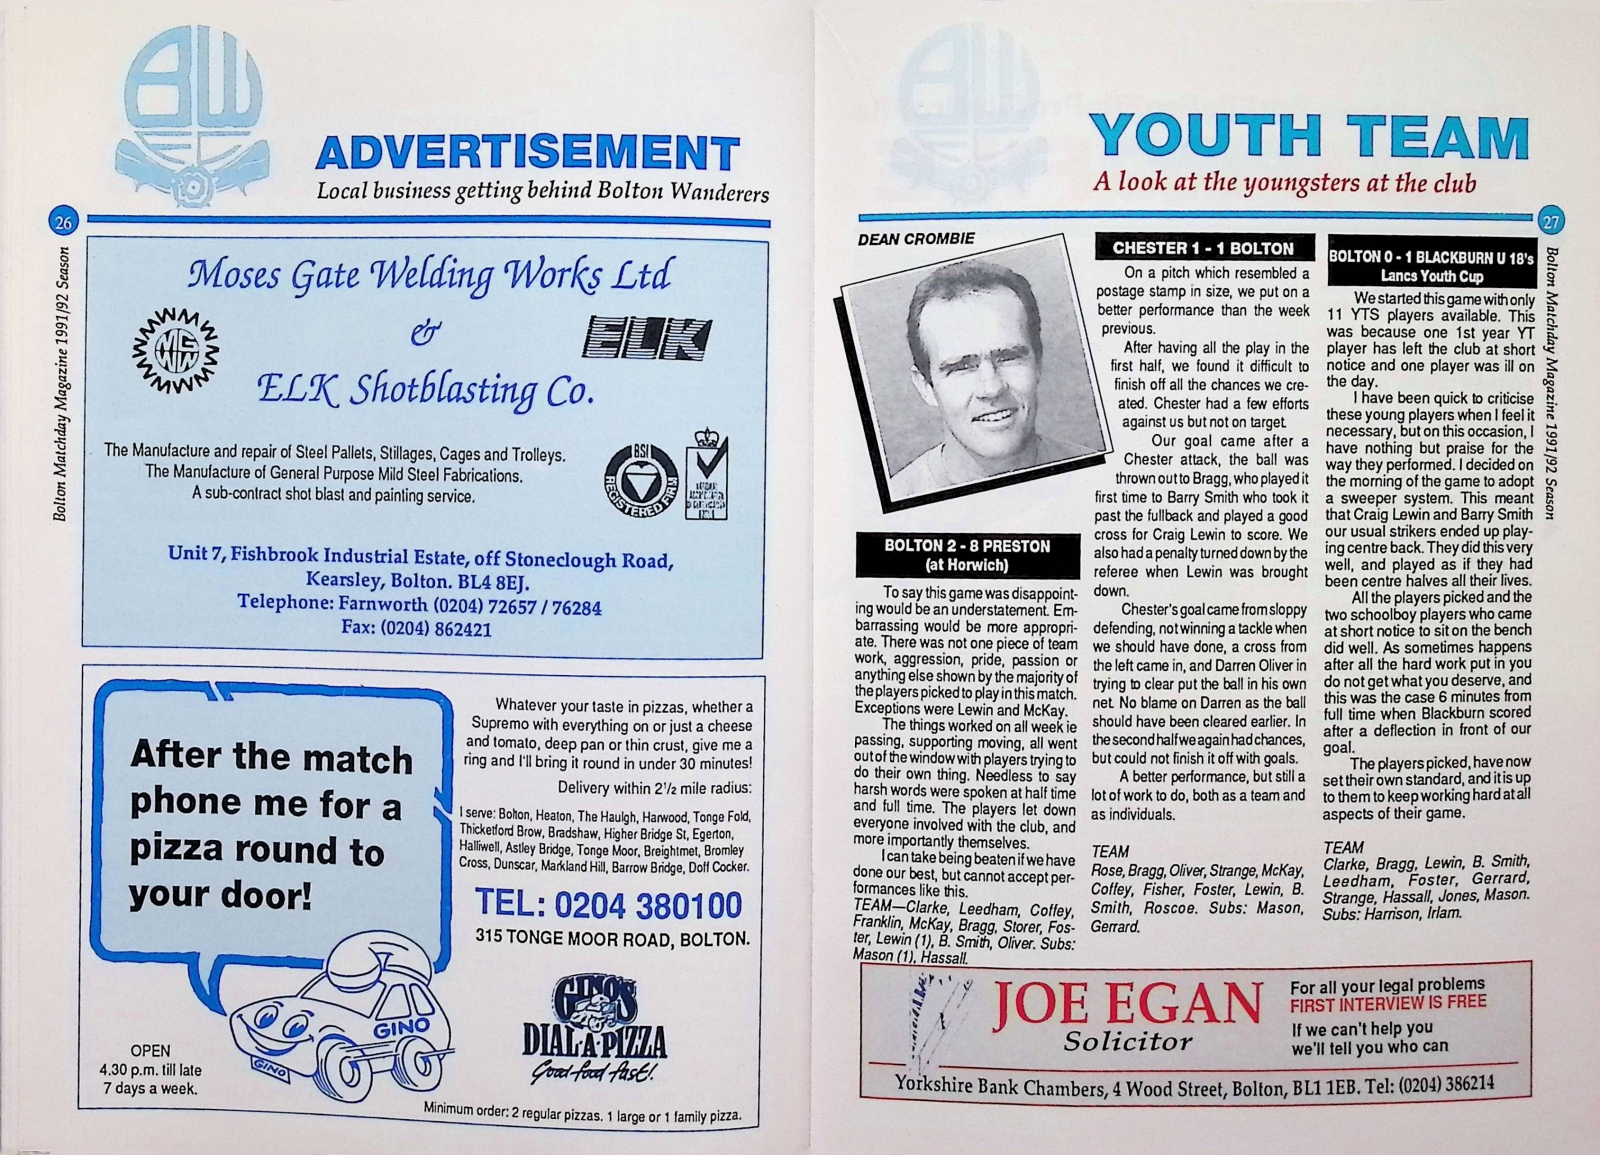 BW
ADVERTISEMENT
Local business getting behind Bolton Wanderers
26
Bolton Matchday Magazine 1991/92 Season
Moses Gate Welding Works Ltd
&
ELK Shotblasting Co.
MG
WW
ELK
The Manufacture and repair of Steel Pallets, Stillages, Cages and Trolleys.
The Manufacture of General Purpose Mild Steel Fabrications.
A sub-contract shot blast and painting service.
BSI
REGISTERED FIRM
Unit 7, Fishbrook Industrial Estate, off Stoneclough Road,
Kearsley, Bolton. BL4 8EJ.
Telephone: Farnworth (0204) 72657 / 76284
Fax: (0204) 862421
After the match
phone me for a
pizza round to
your door!
Whatever your taste in pizzas, whether a
Supremo with everything on or just a cheese
and tomato, deep pan or thin crust, give me a
ring and I'll bring it round in under 30 minutes!
Delivery within 2½ mile radius:
I serve: Bolton, Heaton, The Haulgh, Harwood, Tonge Fold,
Thicketford Brow, Bradshaw, Higher Bridge St, Egerton,
Halliwell, Astley Bridge, Tonge Moor, Breightmet, Bromley
Cross, Dunscar, Markland Hill, Barrow Bridge, Doff Cocker.
TEL: 0204 380100
315 TONGE MOOR ROAD, BOLTON.
GINO
GINO
GINO'S
DIAL-A-PIZZA
Good food fast!
OPEN
4.30 p.m. till late
7 days a week.
Minimum order: 2 regular pizzas. 1 large or 1 family pizza.
YOUTH TEAM
A look at the youngsters at the club
27
Bolton Matchday Magazine 1991/92 Season
DEAN CROMBIE
BOLTON 2 - 8 PRESTON
(at Horwich)
To say this game was disappoint-
ing would be an understatement. Em-
barrassing would be more appropri-
ate. There was not one piece of team
work, aggression, pride, passion or
anything else shown by the majority of
the players picked to play in this match.
Exceptions were Lewin and McKay.
The things worked on all week ie
passing, supporting moving, all went
out of the window with players trying to
do their own thing. Needless to say
harsh words were spoken at half time
and full time. The players let down
everyone involved with the club, and
more importantly themselves.
I can take being beaten if we have
done our best, but cannot accept per-
formances like this.
TEAM—Clarke, Leedham, Coffey,
Franklin, McKay, Bragg, Storer, Fos-
ter, Lewin (1), B. Smith, Oliver. Subs:
Mason (1), Hassall.
CHESTER 1 - 1 BOLTON
On a pitch which resembled a
postage stamp in size, we put on a
better performance than the week
previous.
After having all the play in the
first half, we found it difficult to
finish off all the chances we cre-
ated. Chester had a few efforts
against us but not on target.
Our goal came after a
Chester attack, the ball was
thrown out to Bragg, who played it
first time to Barry Smith who took it
past the fullback and played a good
cross for Craig Lewin to score. We
also had a penalty turned down by the
referee when Lewin was brought
down.
Chester's goal came from sloppy
defending, not winning a tackle when
we should have done, a cross from
the left came in, and Darren Oliver in
trying to clear put the ball in his own
net. No blame on Darren as the ball
should have been cleared earlier. In
the second half we again had chances,
but could not finish it off with goals.
A better performance, but still a
lot of work to do, both as a team and
as individuals.
TEAM
Rose, Bragg, Oliver, Strange, McKay,
Coffey, Fisher, Foster, Lewin, B.
Smith, Roscoe. Subs: Mason,
Gerrard.
BOLTON 0 - 1 BLACKBURN U 18's
Lancs Youth Cup
We started this game with only
11 YTS players available. This
was because one 1st year YT
player has left the club at short
notice and one player was ill on
the day.
I have been quick to criticise
these young players when I feel it
necessary, but on this occasion, I
have nothing but praise for the
way they performed. I decided on
the morning of the game to adopt
a sweeper system. This meant
that Craig Lewin and Barry Smith
our usual strikers ended up play-
ing centre back. They did this very
well, and played as if they had
been centre halves all their lives.
All the players picked and the
two schoolboy players who came
at short notice to sit on the bench
did well. As sometimes happens
after all the hard work put in you
do not get what you deserve, and
this was the case 6 minutes from
full time when Blackburn scored
after a deflection in front of our
goal.
The players picked, have now
set their own standard, and it is up
to them to keep working hard at all
aspects of their game.
TEAM
Clarke, Bragg, Lewin, B. Smith,
Leedham, Foster, Gerrard,
Strange, Hassall, Jones, Mason.
Subs: Harrison, Irlam.
JOE EGAN
Solicitor
For all your legal problems
FIRST INTERVIEW IS FREE
If we can't help you
we'll tell you who can
Yorkshire Bank Chambers, 4 Wood Street, Bolton, BL1 1EB. Tel: (0204) 386214